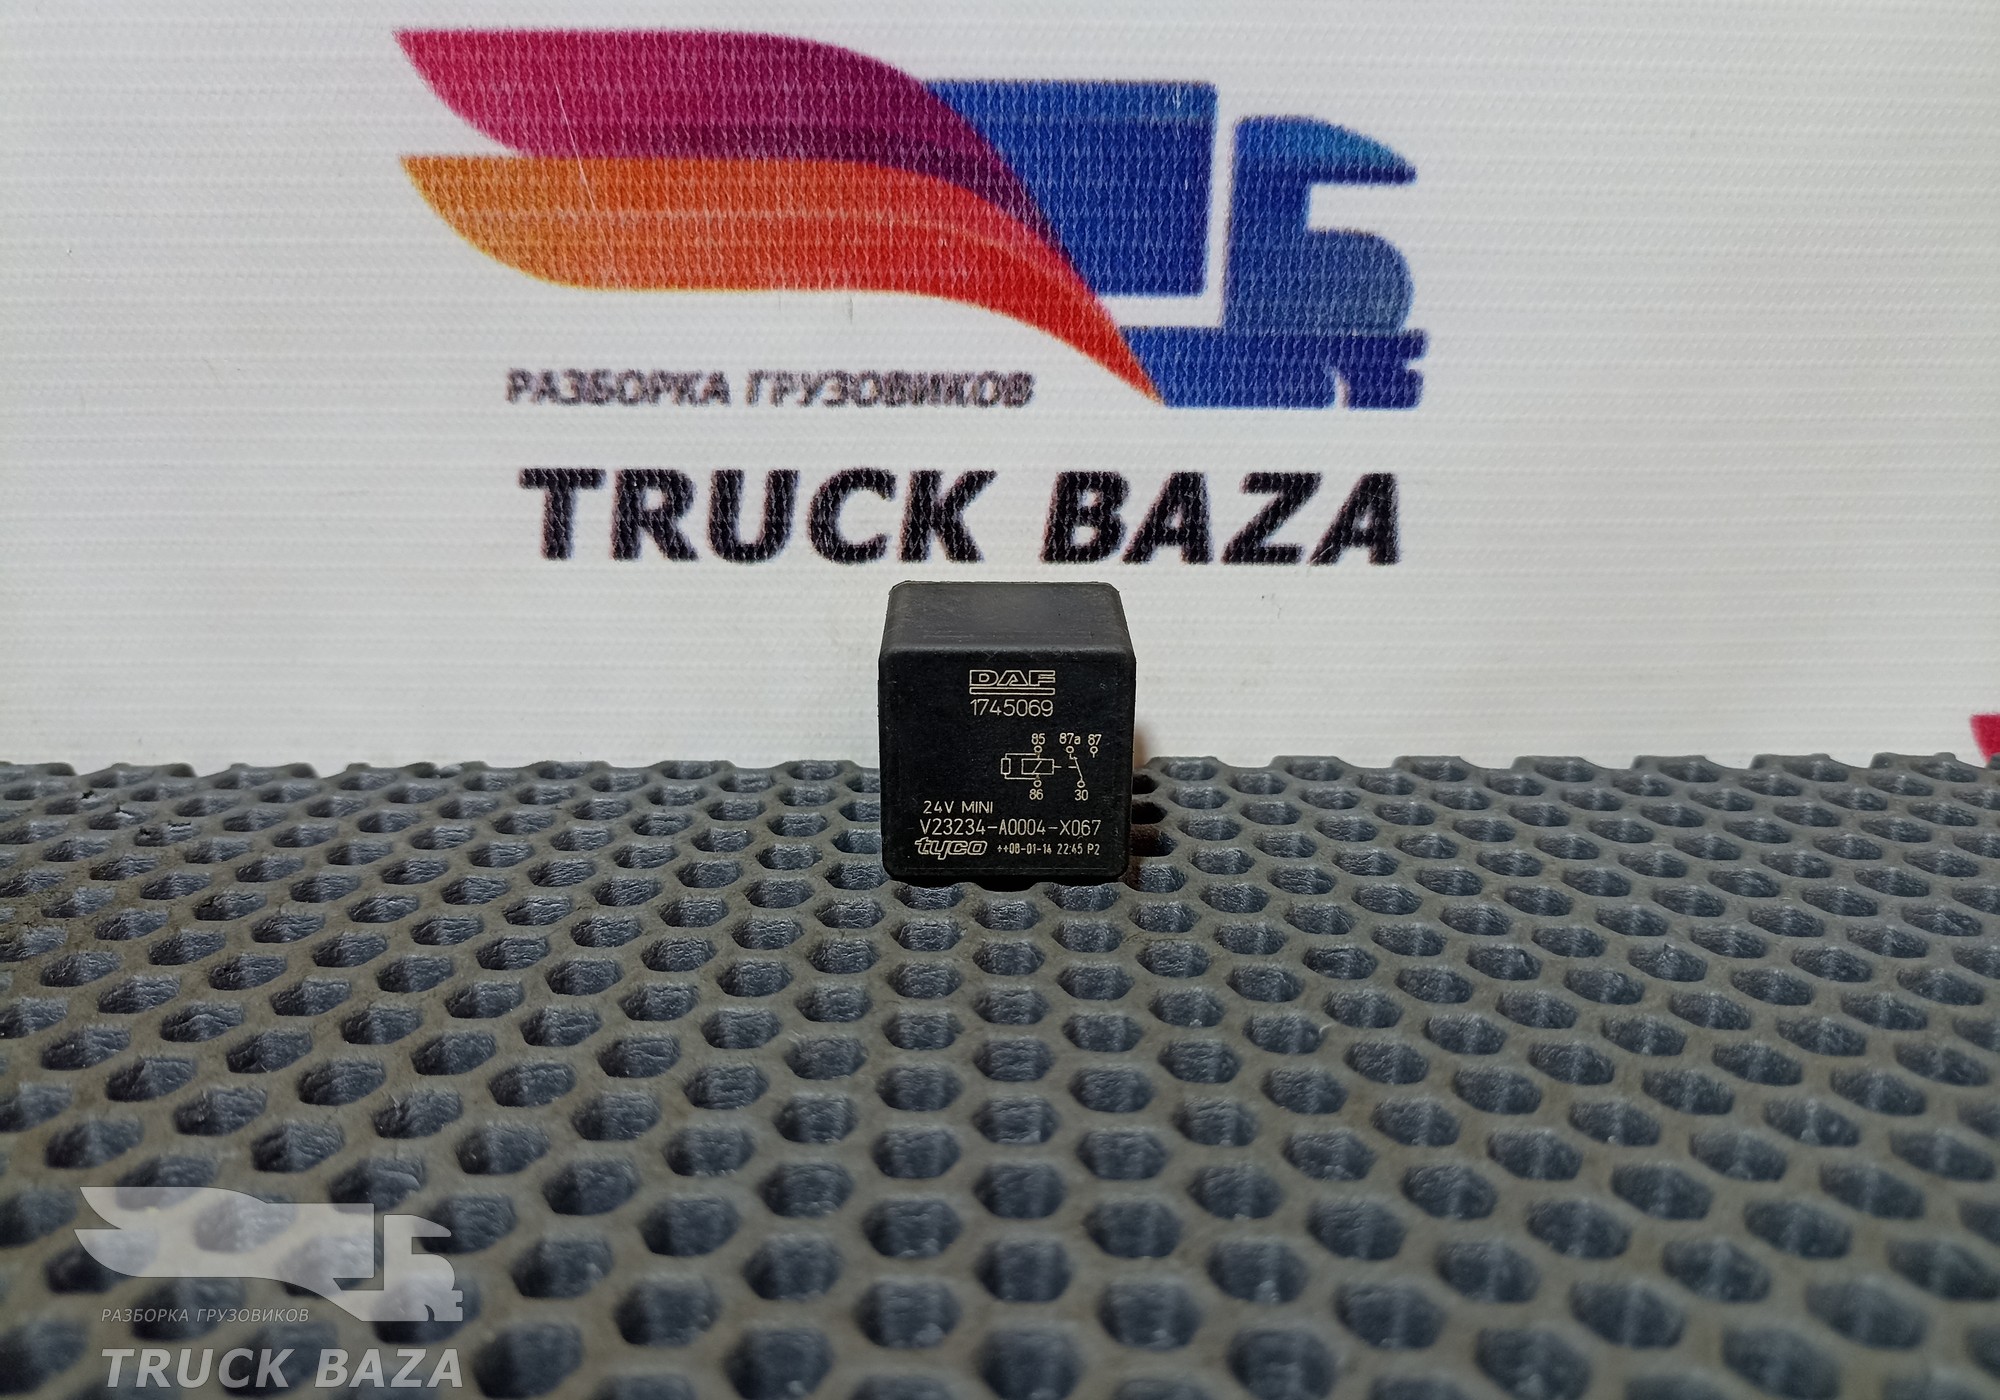 РАЗБОРКА ГРУЗОВИКОВ
TRUCK BAZA
DAF
1745069
85 87a 87
86 30
24V MINI
V23234-A0004-X067
tyco ++08-01-14 22:45 P2
РАЗБОРКА ГРУЗОВИКОВ
TRUCK BAZA